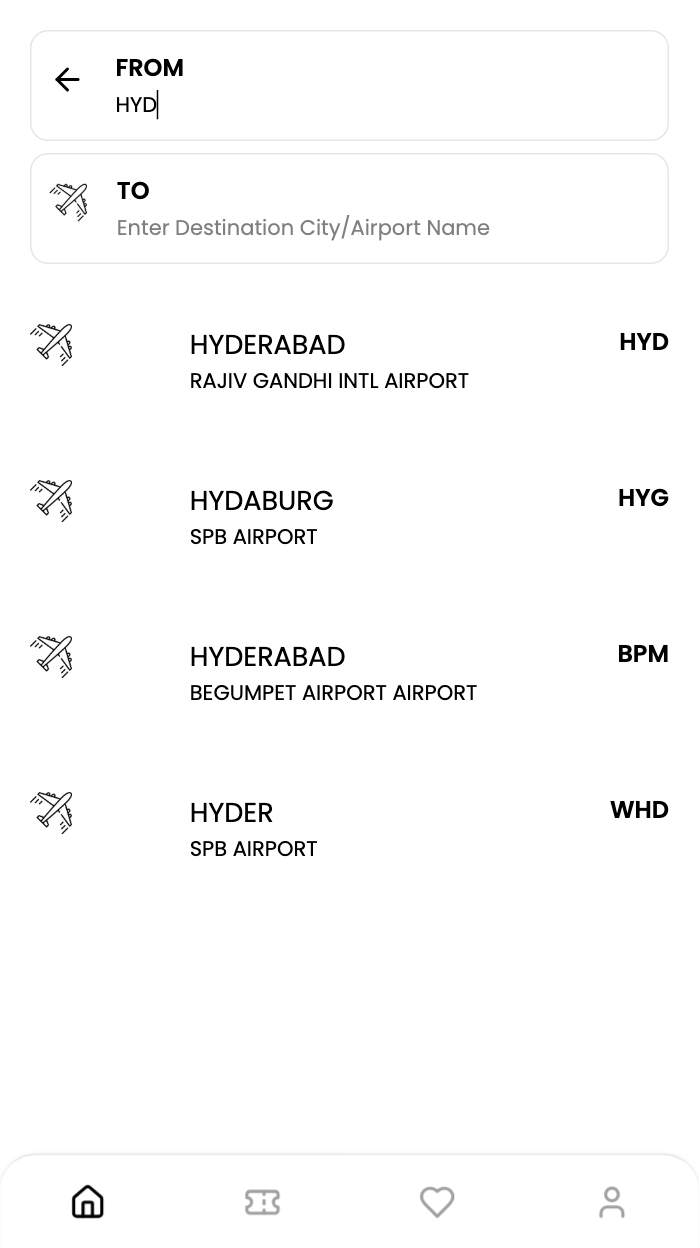 FROM
HYD
TO
Enter Destination City/Airport Name
HYDERABAD HYD
RAJIV GANDHI INTL AIRPORT
HYDABURG HYG
SPB AIRPORT
HYDERABAD BPM
BEGUMPET AIRPORT AIRPORT
HYDER WHD
SPB AIRPORT